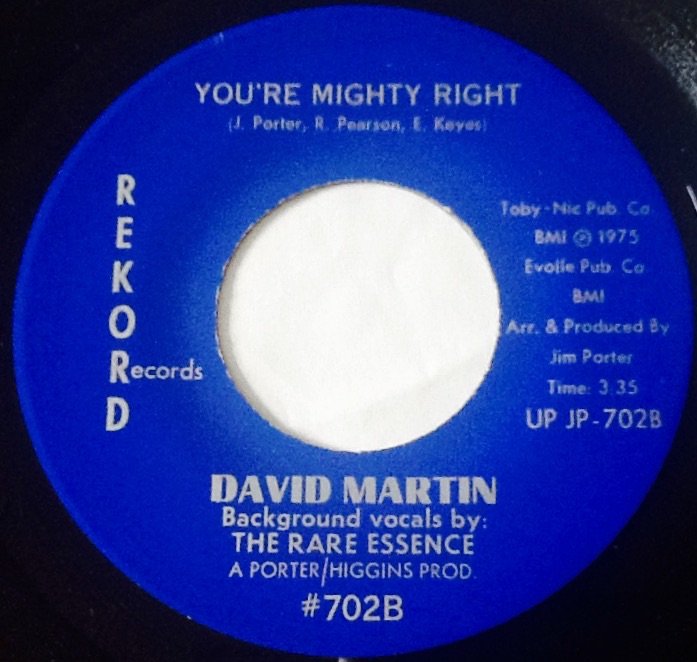 YOU'RE MIGHTY RIGHT
(J. Porter, R. Pearson, E. Keyes)
REKORD
Records
Toby-Nic Pub. Co.
BMI ℗ 1975
Evolle Pub. Co.
BMI
Arr. & Produced By
Jim Porter
Time: 3.35
UP JP-702B
DAVID MARTIN
Background vocals by:
THE RARE ESSENCE
A PORTER/HIGGINS PROD.
#702B